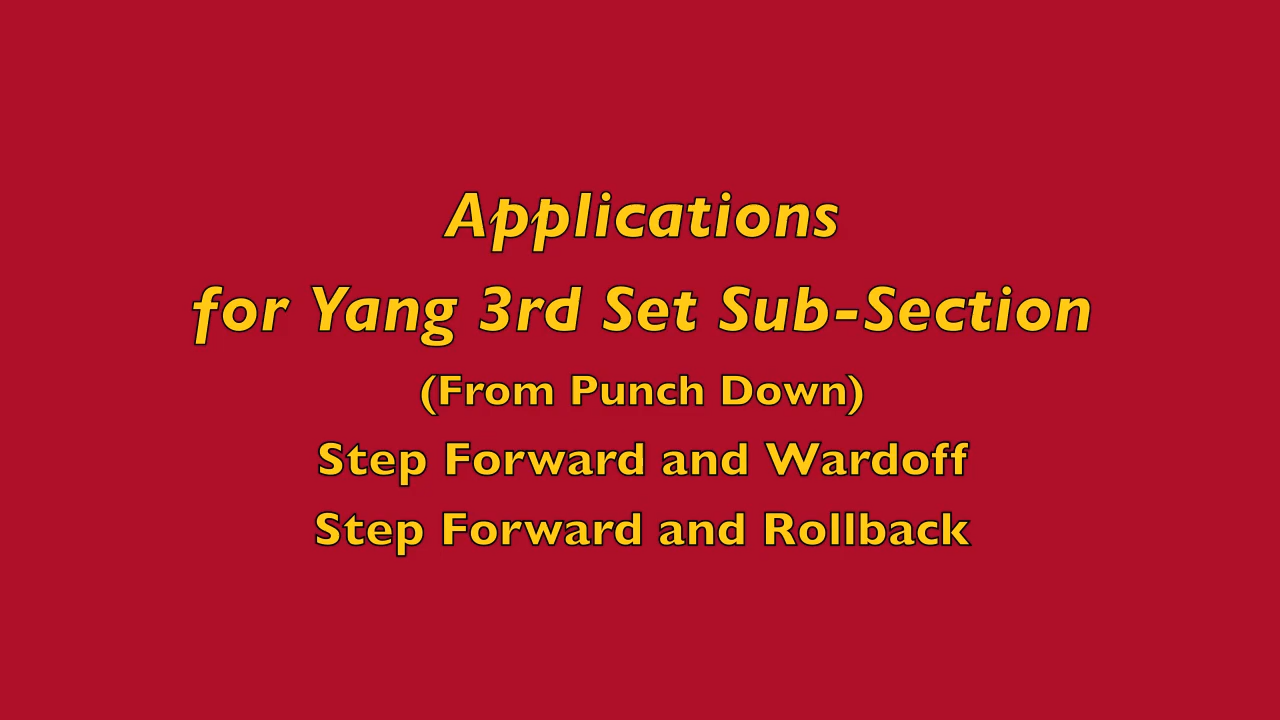 Applications
for Yang 3rd Set Sub-Section
(From Punch Down)
Step Forward and Wardoff
Step Forward and Rollback